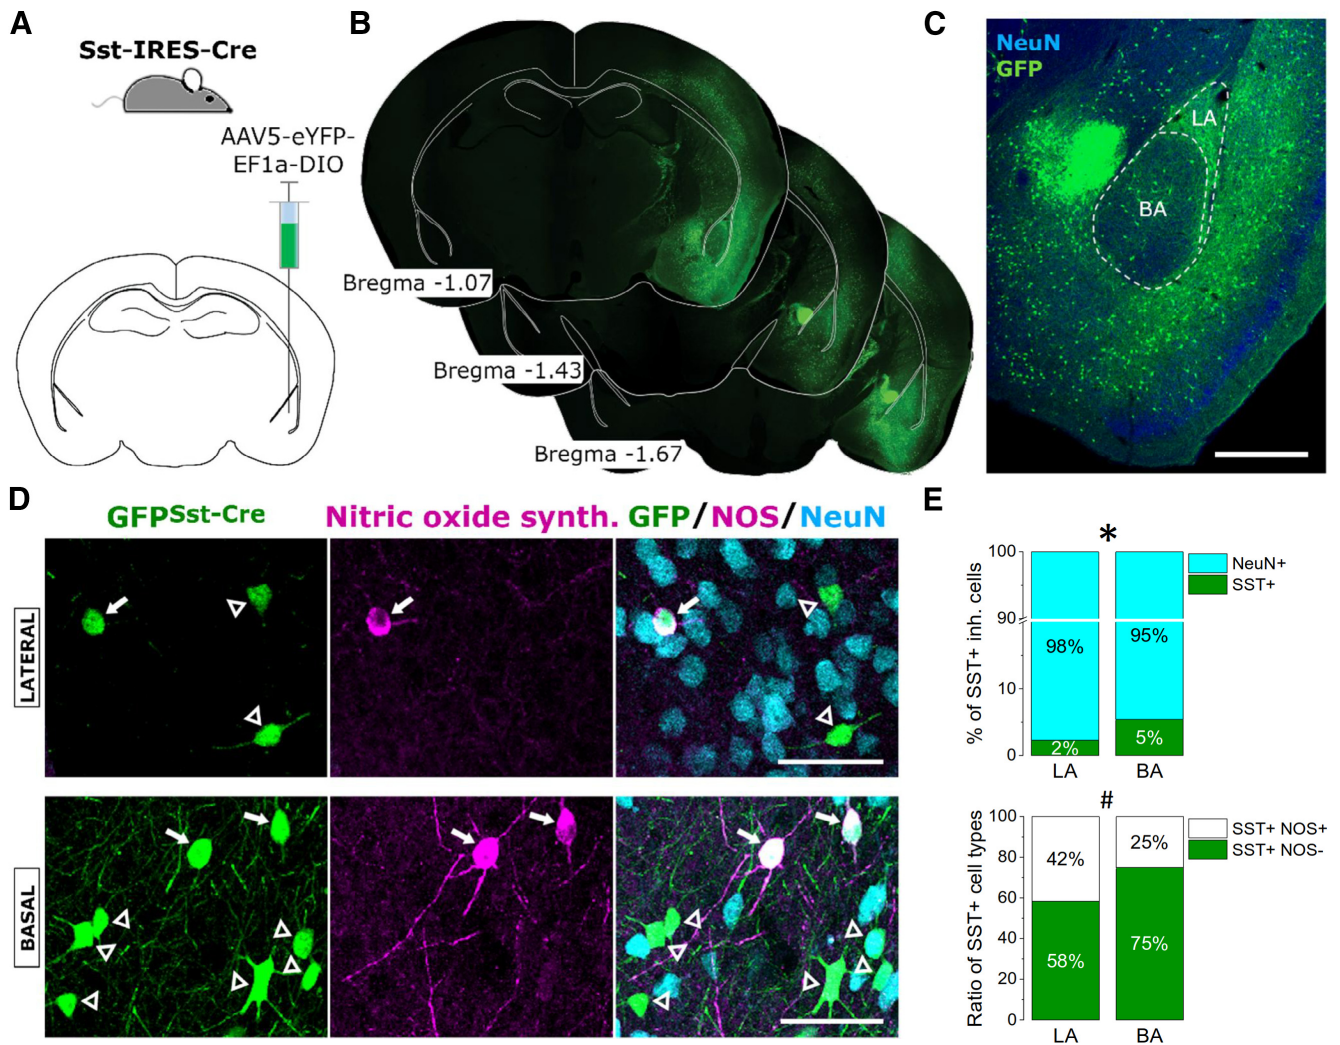 A
Sst-IRES-Cre
AAV5-eYFP-
EF1a-DIO
B
Bregma -1.07
Bregma -1.43
Bregma -1.67
C
NeuN
GFP
LA
BA
D
GFPSst-Cre
Nitric oxide synth.
GFP/NOS/NeuN
LATERAL
BASAL
E
*
% of SST+ inh. cells
100
90
10
0
98%
95%
2%
5%
LA
BA
NeuN+
SST+
#
Ratio of SST+ cell types
100
80
60
40
20
0
42%
25%
58%
75%
LA
BA
SST+ NOS+
SST+ NOS-